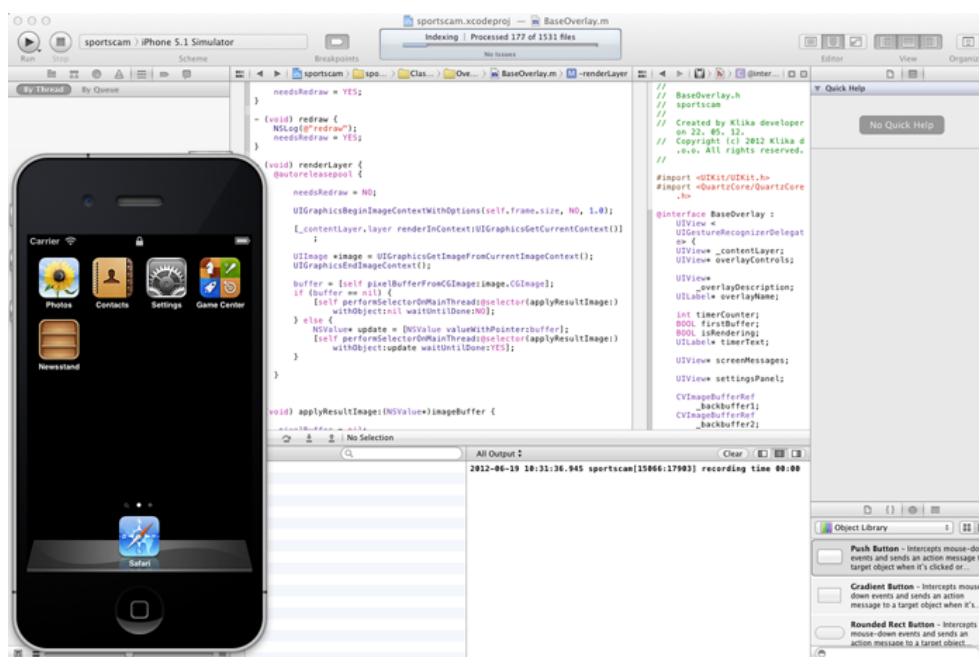 sportscam.xcodeproj — BaseOverlay.m
sportscam ⟩ iPhone 5.1 Simulator
Indexing | Processed 177 of 1531 files
No Issues
Run Stop Scheme Breakpoints Editor View Organiz
By Thread By Queue
sportscam ⟩ spo... ⟩ Clas... ⟩ Ove... ⟩ BaseOverlay.m ⟩ M -renderLayer
h ⟩ C @inter...
needsRedraw = YES;
}
- (void) redraw {
NSLog(@"redraw");
needsRedraw = YES;
}
(void) renderLayer {
@autoreleasepool {
needsRedraw = NO;
UIGraphicsBeginImageContextWithOptions(self.frame.size, NO, 1.0);
[_contentLayer.layer renderInContext:UIGraphicsGetCurrentContext()]
;
UIImage *image = UIGraphicsGetImageFromCurrentImageContext();
UIGraphicsEndImageContext();
buffer = [self pixelBufferFromCGImage:image.CGImage];
if (buffer == nil) {
[self performSelectorOnMainThread:@selector(applyResultImage:)
withObject:nil waitUntilDone:NO];
} else {
NSValue* update = [NSValue valueWithPointer:buffer];
[self performSelectorOnMainThread:@selector(applyResultImage:)
withObject:update waitUntilDone:YES];
}
}
void) applyResultImage:(NSValue*)imageBuffer {
//
// BaseOverlay.h
// sportscam
//
// Created by Klika developer
on 22. 05. 12.
// Copyright (c) 2012 Klika d
.o.o. All rights reserved.
//
#import <UIKit/UIKit.h>
#import <QuartzCore/QuartzCore
.h>
@interface BaseOverlay :
UIView <
UIGestureRecognizerDelegat
e> {
UIView* _contentLayer;
UIView* overlayControls;
UIView*
_overlayDescription;
UILabel* overlayName;
int timerCounter;
BOOL firstBuffer;
BOOL isRendering;
UILabel* timerText;
UIView* screenMessages;
UIView* settingsPanel;
CVImageBufferRef
_backbuffer1;
CVImageBufferRef
_backbuffer2;
Quick Help
No Quick Help
Carrier
Photos Contacts Settings Game Center
Newsstand
Safari
No Selection
All Output
Clear
2012-06-19 10:31:36.945 sportscam[15066:17903] recording time 00:00
Object Library
Push Button - Intercepts mouse-do
events and sends an action message t
target object when it's clicked or...
Gradient Button - Intercepts mouse
down events and sends an action
message to a target object when it's...
Rounded Rect Button - Intercepts
mouse-down events and sends an
action message to a target object...